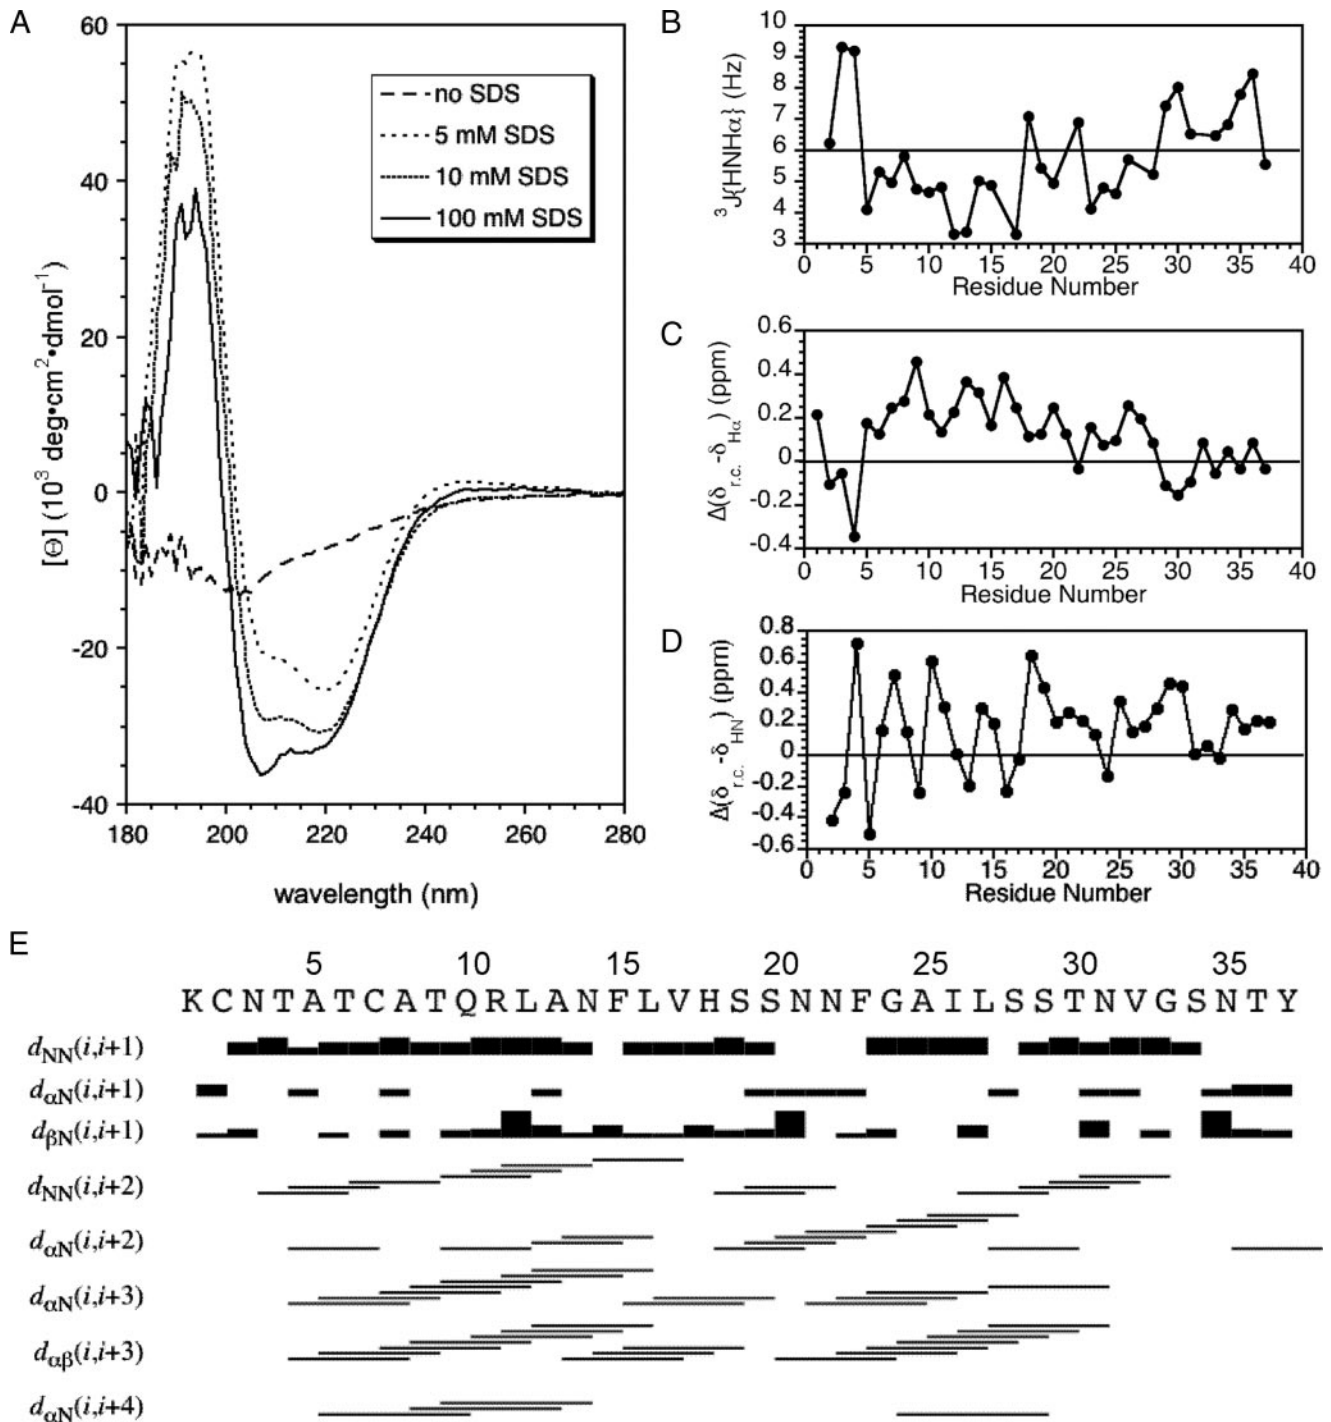 A
60
40
20
0
-20
-40
180 200 220 240 260 280
[Θ] (10³ deg•cm²•dmol⁻¹)
wavelength (nm)
no SDS
5 mM SDS
10 mM SDS
100 mM SDS
B
10
9
8
7
6
5
4
3
0 5 10 15 20 25 30 35 40
³J{HNHα} (Hz)
Residue Number
C
0.6
0.4
0.2
0
-0.2
-0.4
0 5 10 15 20 25 30 35 40
Δ(δr.c.-δHα) (ppm)
Residue Number
D
0.8
0.6
0.4
0.2
0
-0.2
-0.4
-0.6
0 5 10 15 20 25 30 35 40
Δ(δr.c.-δHN) (ppm)
Residue Number
E
5 10 15 20 25 30 35
K C N T A T C A T Q R L A N F L V H S S N N F G A I L S S T N V G S N T Y
dNN(i,i+1)
dαN(i,i+1)
dβN(i,i+1)
dNN(i,i+2)
dαN(i,i+2)
dαN(i,i+3)
dαβ(i,i+3)
dαN(i,i+4)